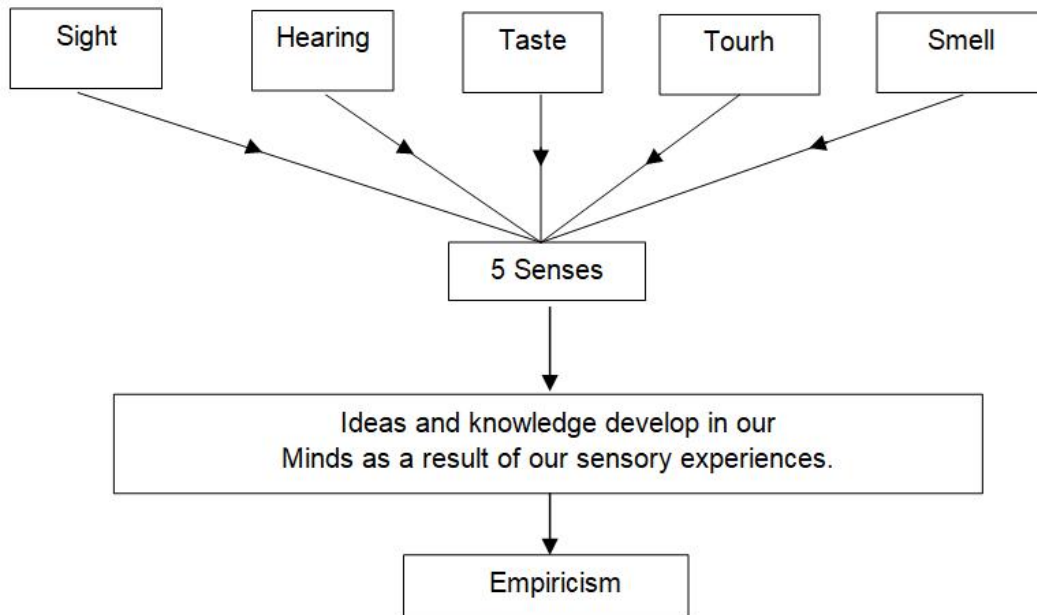 Sight
Hearing
Taste
Tourh
Smell
5 Senses
Ideas and knowledge develop in our
Minds as a result of our sensory experiences.
Empiricism